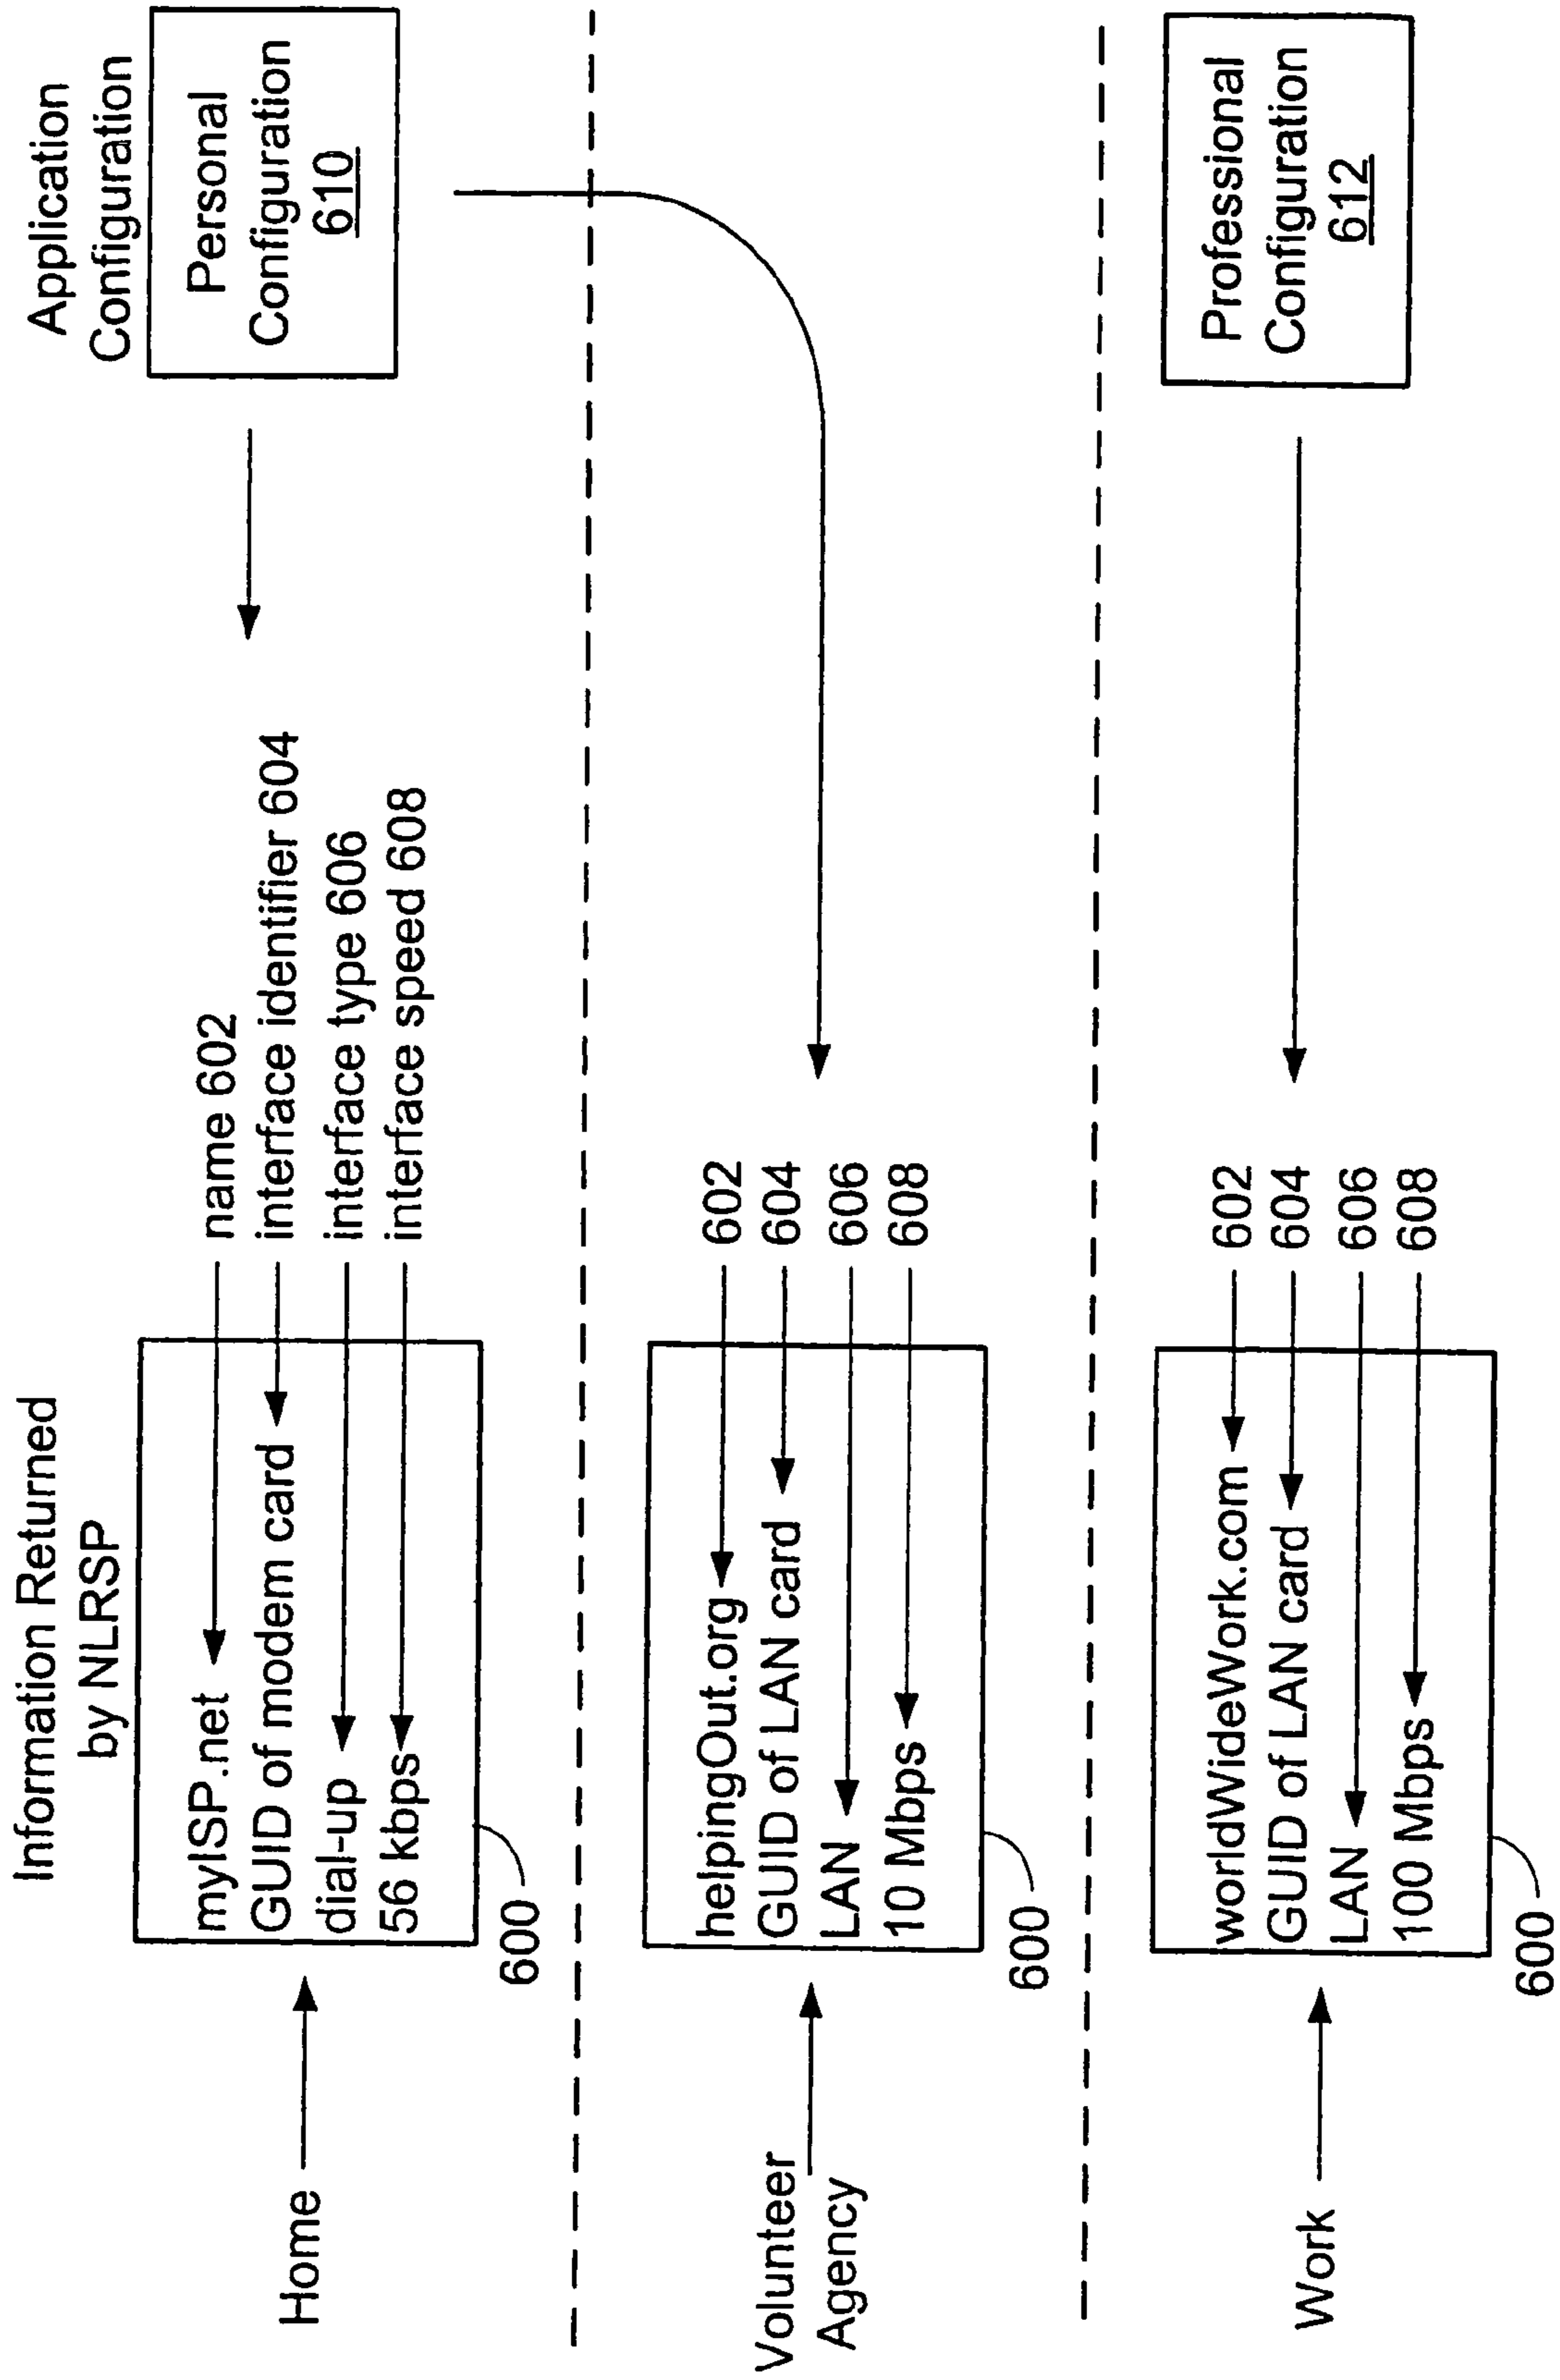 Information Returned
by NLRSP
Application
Configuration
Home
myISP.net
GUID of modem card
dial-up
56 kbps
600
name 602
interface identifier 604
interface type 606
interface speed 608
Personal
Configuration
610
Volunteer
Agency
helpingOut.org
GUID of LAN card
LAN
10 Mbps
600
602
604
606
608
Work
worldWideWork.com
GUID of LAN card
LAN
100 Mbps
600
602
604
606
608
Professional
Configuration
612